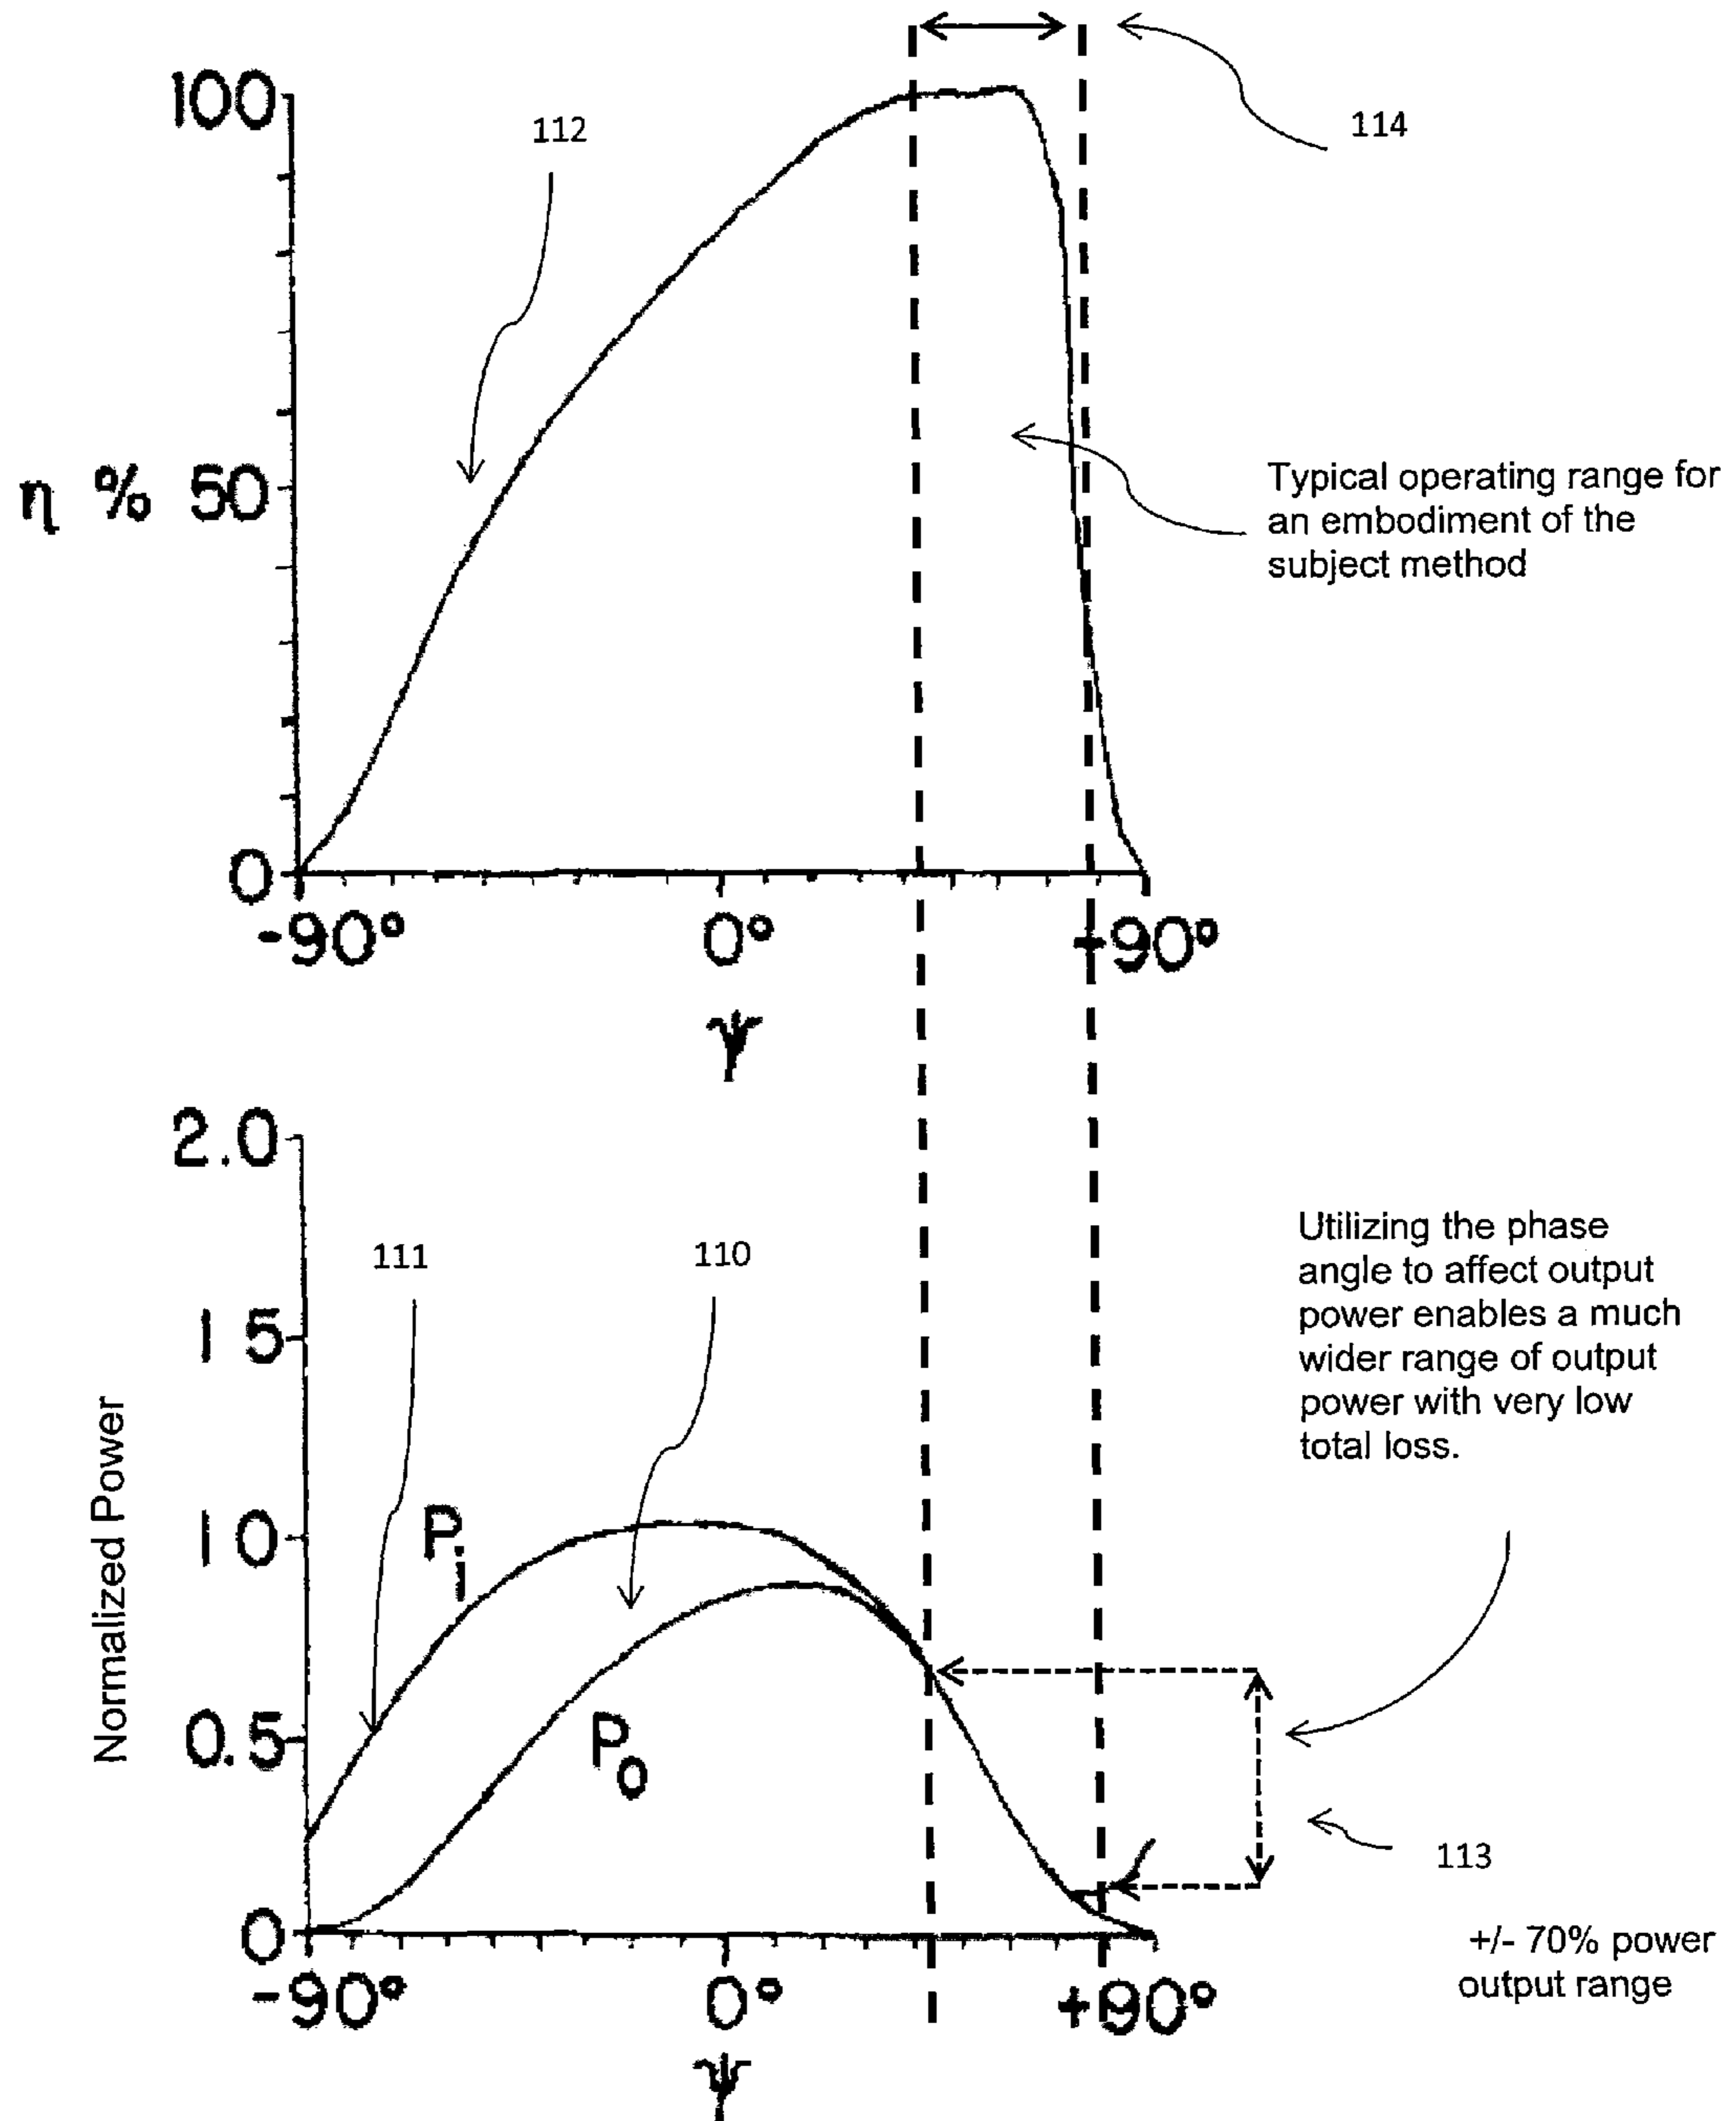 100
112
114
η % 50
Typical operating range for
an embodiment of the
subject method
0
-90° 0° +90°
ψ
2.0
Utilizing the phase
angle to affect output
power enables a much
wider range of output
power with very low
total loss.
111 110
1 5
Normalized Power
1 0
Pi
0.5
Po
113
0
+/- 70% power
output range
-90° 0° +90°
ψ